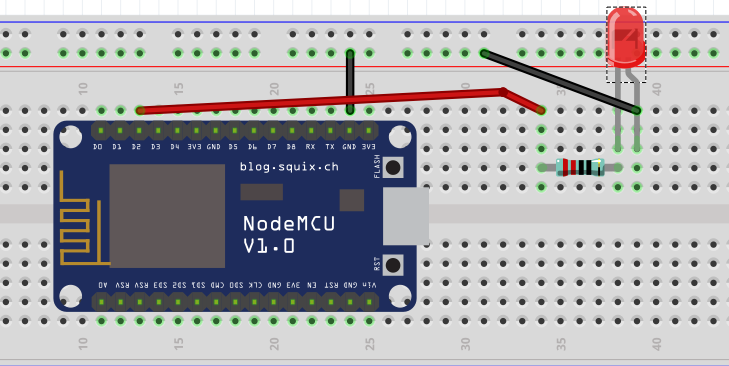 10 15 20 25 30 35 40
D0 D1 D2 D3 D4 3V3 GND D5 D6 D7 D8 RX TX GND 3V3
blog.squix.ch
FLASH
NodeMCU
V1.0
RST
A0 RSV RSV SD3 SD2 SD1 CMD SD0 CLK GND 3V3 EN RST GND Vin
10 15 20 25 30 35 40